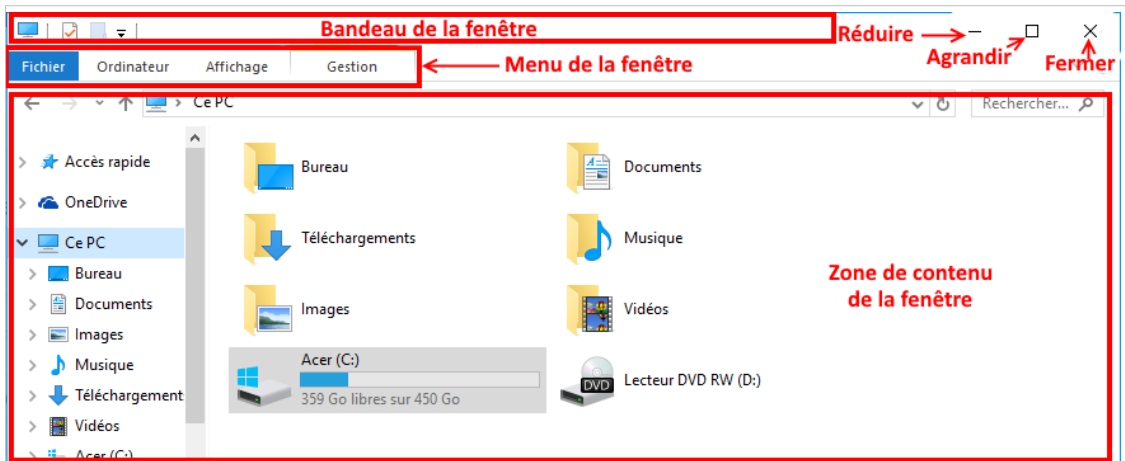 Bandeau de la fenêtre
Réduire
Agrandir
Fermer
Fichier Ordinateur Affichage Gestion
Menu de la fenêtre
Ce PC
Rechercher...
Accès rapide
OneDrive
Ce PC
Bureau
Documents
Images
Musique
Téléchargement
Vidéos
Acer (C:)
Bureau
Documents
Téléchargements
Musique
Images
Vidéos
Acer (C:)
359 Go libres sur 450 Go
DVD
Lecteur DVD RW (D:)
Zone de contenu
de la fenêtre